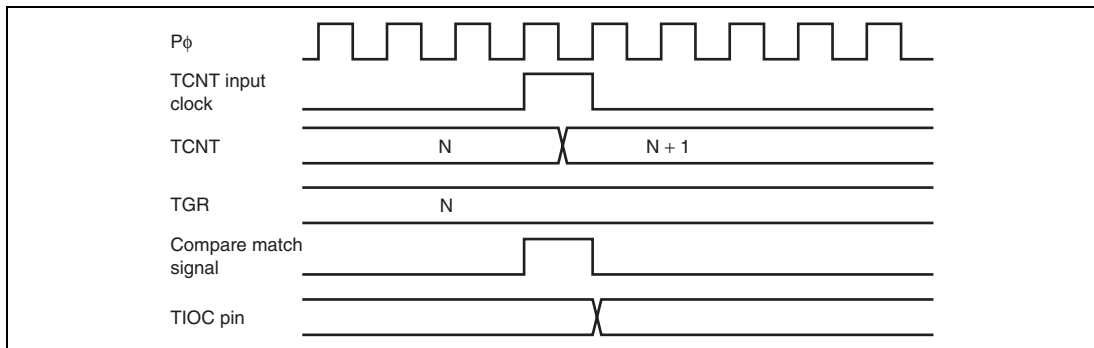 Pφ
TCNT input
clock
TCNT
N
N + 1
TGR
N
Compare match
signal
TIOC pin